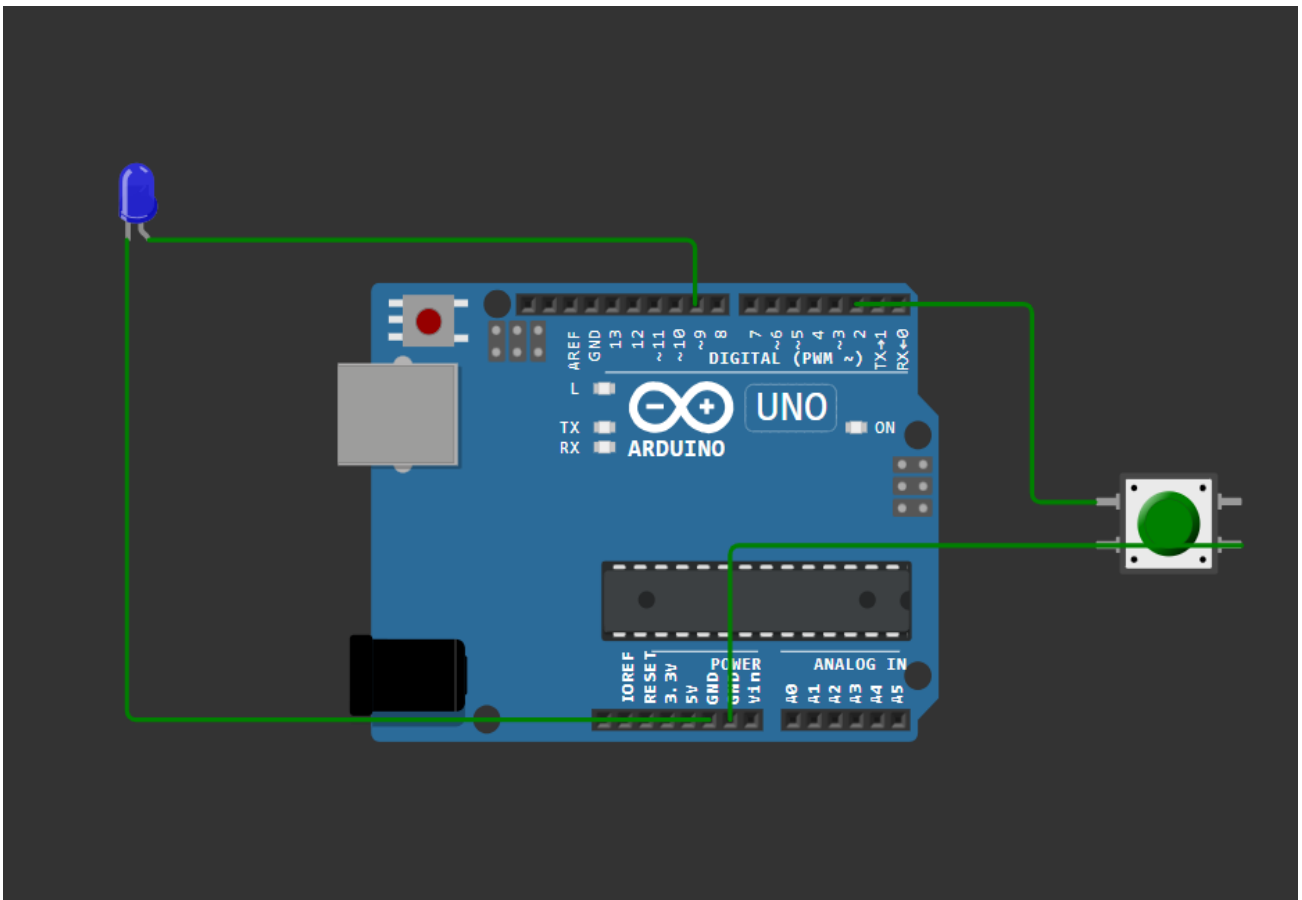 AREF
GND
13
12
~11
~10
~9
8
7
~6
~5
4
~3
2
TX→1
RX←0
DIGITAL (PWM ~)
L
TX
RX
ARDUINO
UNO
ON
POWER
ANALOG IN
IOREF
RESET
3.3V
5V
GND
GND
Vin
A0
A1
A2
A3
A4
A5